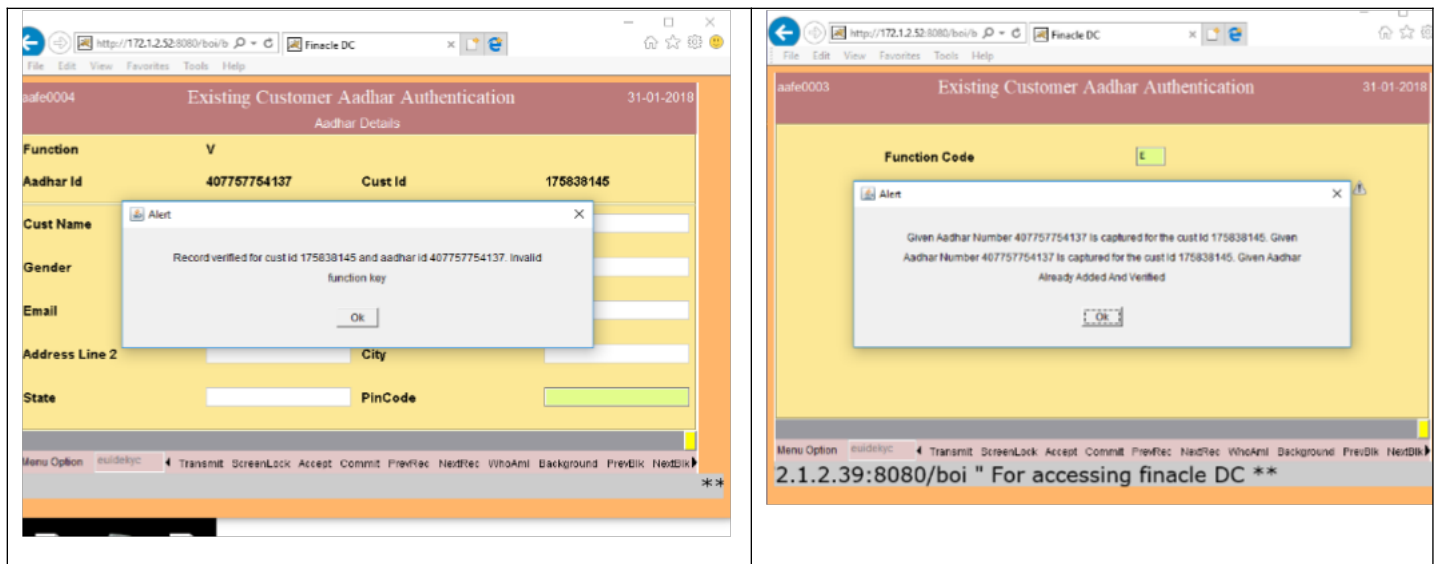 http://172.1.2.52:8080/boi/b
Finacle DC
File Edit View Favorites Tools Help
aafe0004
Existing Customer Aadhar Authentication
31-01-2018
Aadhar Details
Function
V
Aadhar Id
407757754137
Cust Id
175838145
Alert
Cust Name
Record verified for cust id 175838145 and aadhar id 407757754137. Invalid
function key
Gender
Email
Ok
Address Line 2
City
State
PinCode
Menu Option euidekyc Transmit ScreenLock Accept Commit PrevRec NextRec WhoAmI Background PrevBlk NextBlk
**
http://172.1.2.52:8080/boi/b
Finacle DC
File Edit View Favorites Tools Help
aafe0003
Existing Customer Aadhar Authentication
31-01-2018
Function Code
E
Alert
Given Aadhar Number 407757754137 is captured for the cust id 175838145. Given
Aadhar Number 407757754137 is captured for the cust id 175838145. Given Aadhar
Already Added And Verified
Ok
Menu Option euidekyc Transmit ScreenLock Accept Commit PrevRec NextRec WhoAmI Background PrevBlk NextBlk
2.1.2.39:8080/boi " For accessing finacle DC **